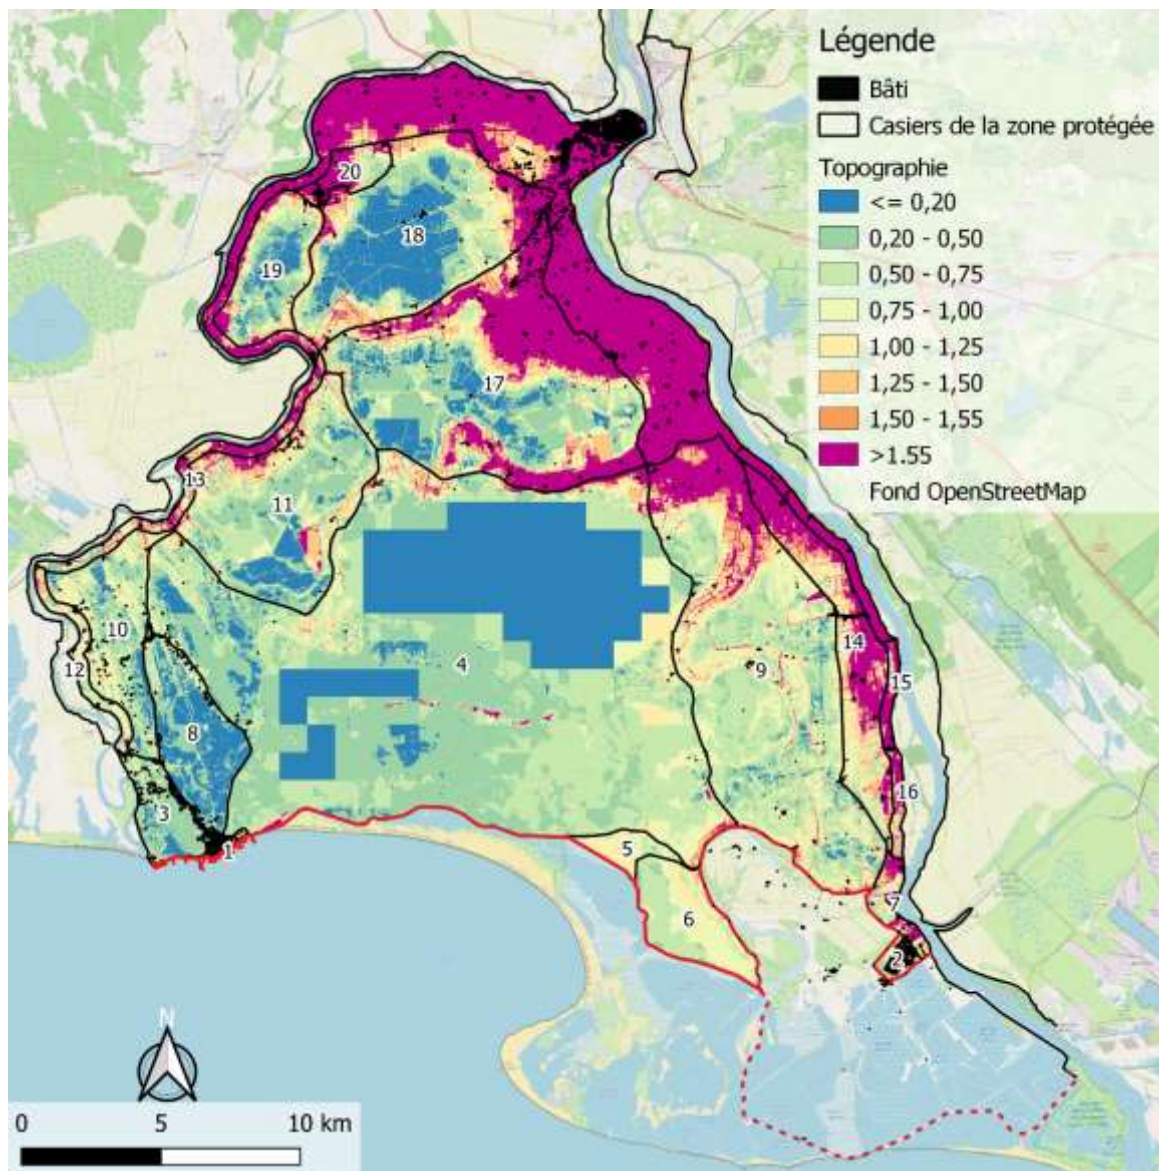 Légende
Bâti
Casiers de la zone protégée
Topographie
<= 0,20
0,20 - 0,50
0,50 - 0,75
0,75 - 1,00
1,00 - 1,25
1,25 - 1,50
1,50 - 1,55
>1.55
Fond OpenStreetMap
20
18
19
17
13
11
10
12
4
9
14
15
8
16
3
1
5
6
7
2
N
0 5 10 km